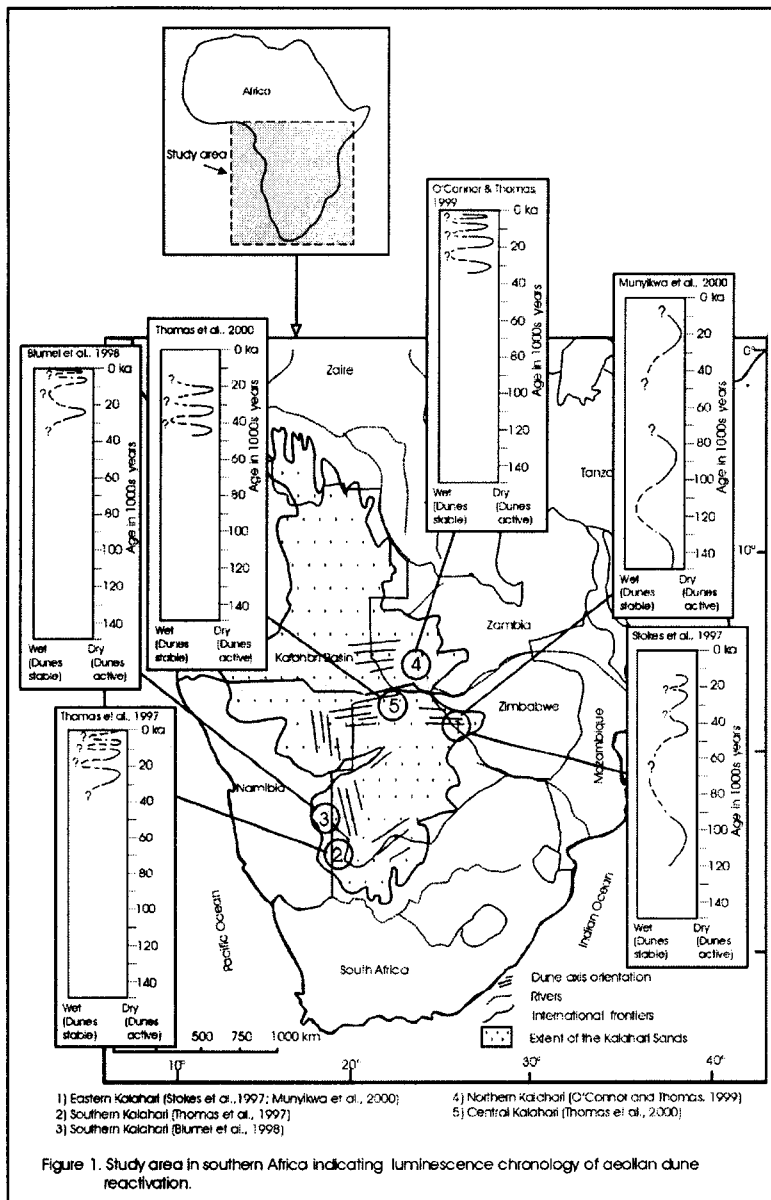 Africa
Study area
O'Connor & Thomas,
1999
0 ka
20
40
60
80
100
120
140
Age in 1000s years
Wet
(Dunes
stable)
Dry
(Dunes
active)
Munyikwa et al., 2000
0 ka
20
40
60
80
100
120
140
Age in 1000s years
Wet
(Dunes
stable)
Dry
(Dunes
active)
Thomas et al., 2000
0 ka
20
40
60
80
100
120
140
Age in 1000s years
Wet
(Dunes
stable)
Dry
(Dunes
active)
Blumel et al., 1998
0 ka
20
40
60
80
100
120
140
Age in 1000s years
Wet
(Dunes
stable)
Dry
(Dunes
active)
Stokes et al., 1997
0 ka
20
40
60
80
100
120
140
Age in 1000s years
Wet
(Dunes
stable)
Dry
(Dunes
active)
Thomas et al., 1997
0 ka
20
40
60
80
100
120
140
Age in 1000s years
Wet
(Dunes
stable)
Dry
(Dunes
active)
Zaire
Tanza
0°
10°
Zambia
Kalahari Basin
4
5
1
Zimbabwe
Mozambique
Namibia
3
2
Pacific Ocean
Indian Ocean
South Africa
Dune axis orientation
Rivers
International frontiers
Extent of the Kalahari Sands
500 750 1000 km
10° 20° 30° 40°
1) Eastern Kalahari (Stokes et al.,1997; Munyikwa et al., 2000)
2) Southern Kalahari (Thomas et al., 1997)
3) Southern Kalahari (Blumel et al., 1998)
4) Northern Kalahari (O'Connor and Thomas, 1999)
5) Central Kalahari (Thomas et al., 2000)
Figure 1. Study area in southern Africa indicating luminescence chronology of aeolian dune
reactivation.